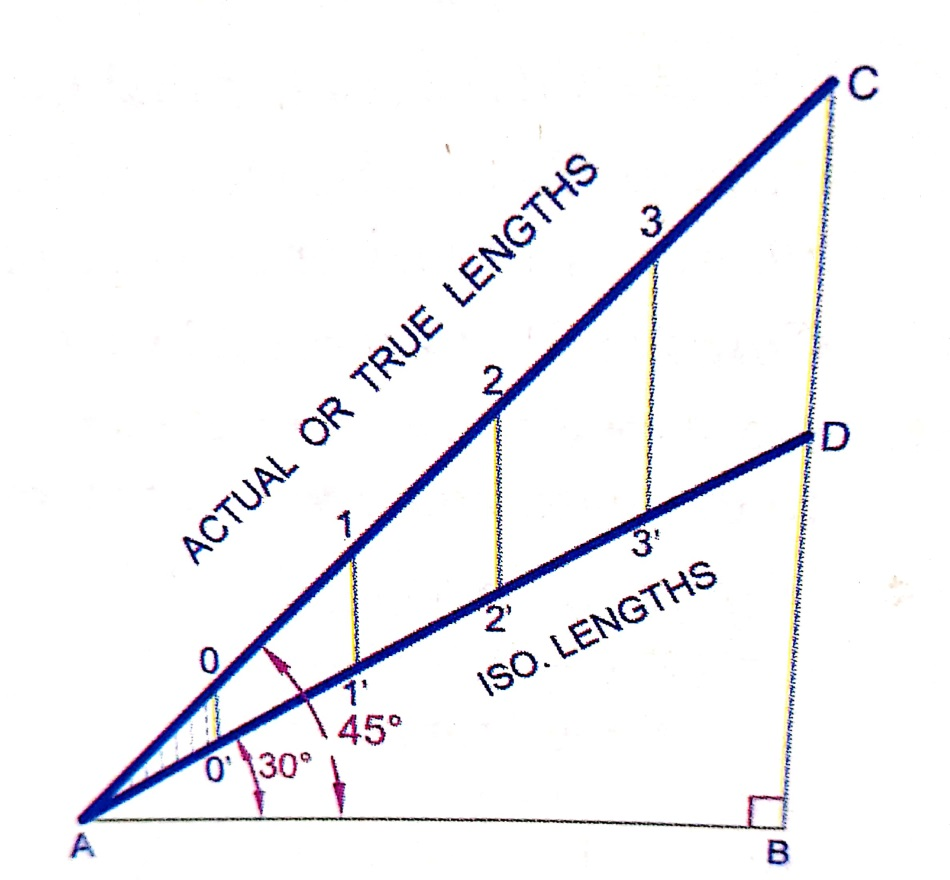 C
3
ACTUAL OR TRUE LENGTHS
2
D
1
3'
0
2'
ISO. LENGTHS
1'
45°
0'
30°
A
B